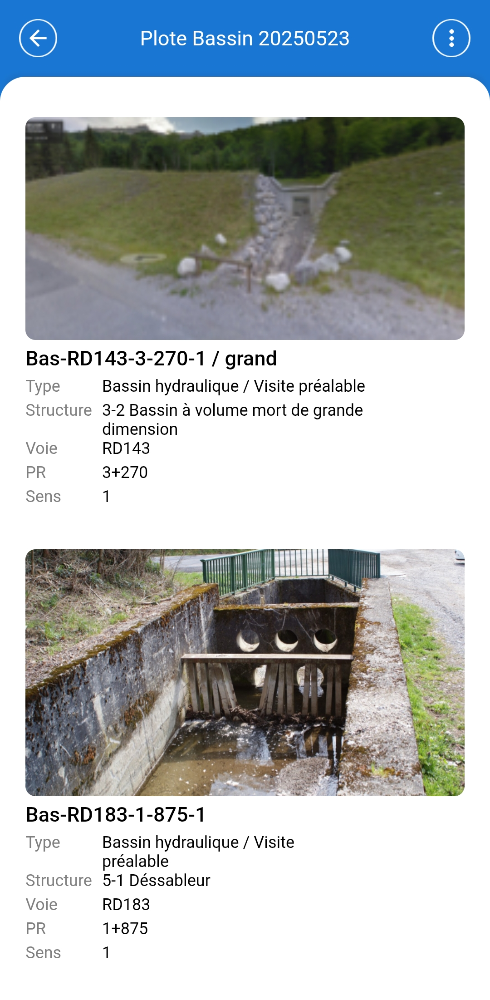 Plote Bassin 20250523
Bas-RD143-3-270-1 / grand
Type Bassin hydraulique / Visite préalable
Structure 3-2 Bassin à volume mort de grande
dimension
Voie RD143
PR 3+270
Sens 1
Bas-RD183-1-875-1
Type Bassin hydraulique / Visite
préalable
Structure 5-1 Déssableur
Voie RD183
PR 1+875
Sens 1